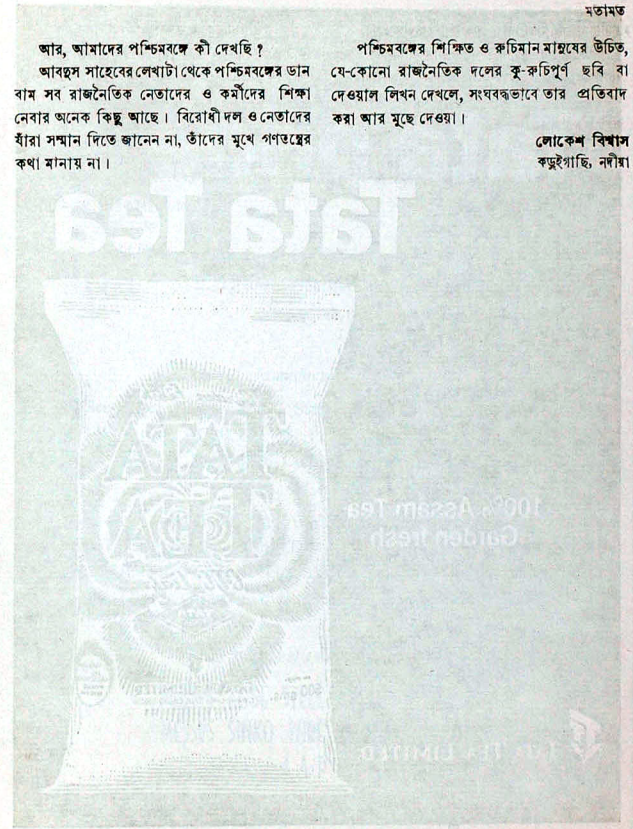 মতামত
আর, আমাদের পশ্চিমবঙ্গে কী দেখছি ?
আবদুস সাহেবের লেখাটা থেকে পশ্চিমবঙ্গের ডান
বাম সব রাজনৈতিক নেতাদের ও কর্মীদের শিক্ষা
নেবার অনেক কিছু আছে। বিরোধী দল ও নেতাদের
যাঁরা সম্মান দিতে জানেন না, তাঁদের মুখে গণতন্ত্রের
কথা মানায় না।
পশ্চিমবঙ্গের শিক্ষিত ও রুচিমান মানুষের উচিত,
যে-কোনো রাজনৈতিক দলের কু-রুচিপূর্ণ ছবি বা
দেওয়াল লিখন দেখলে, সংঘবদ্ধভাবে তার প্রতিবাদ
করা আর মুছে দেওয়া।
লোকেশ বিশ্বাস
কড়ুইগাছি, নদীয়া
Tata Tea
TATA
TEA
100% Assam Tea
Garden fresh
TATA TEA LIMITED